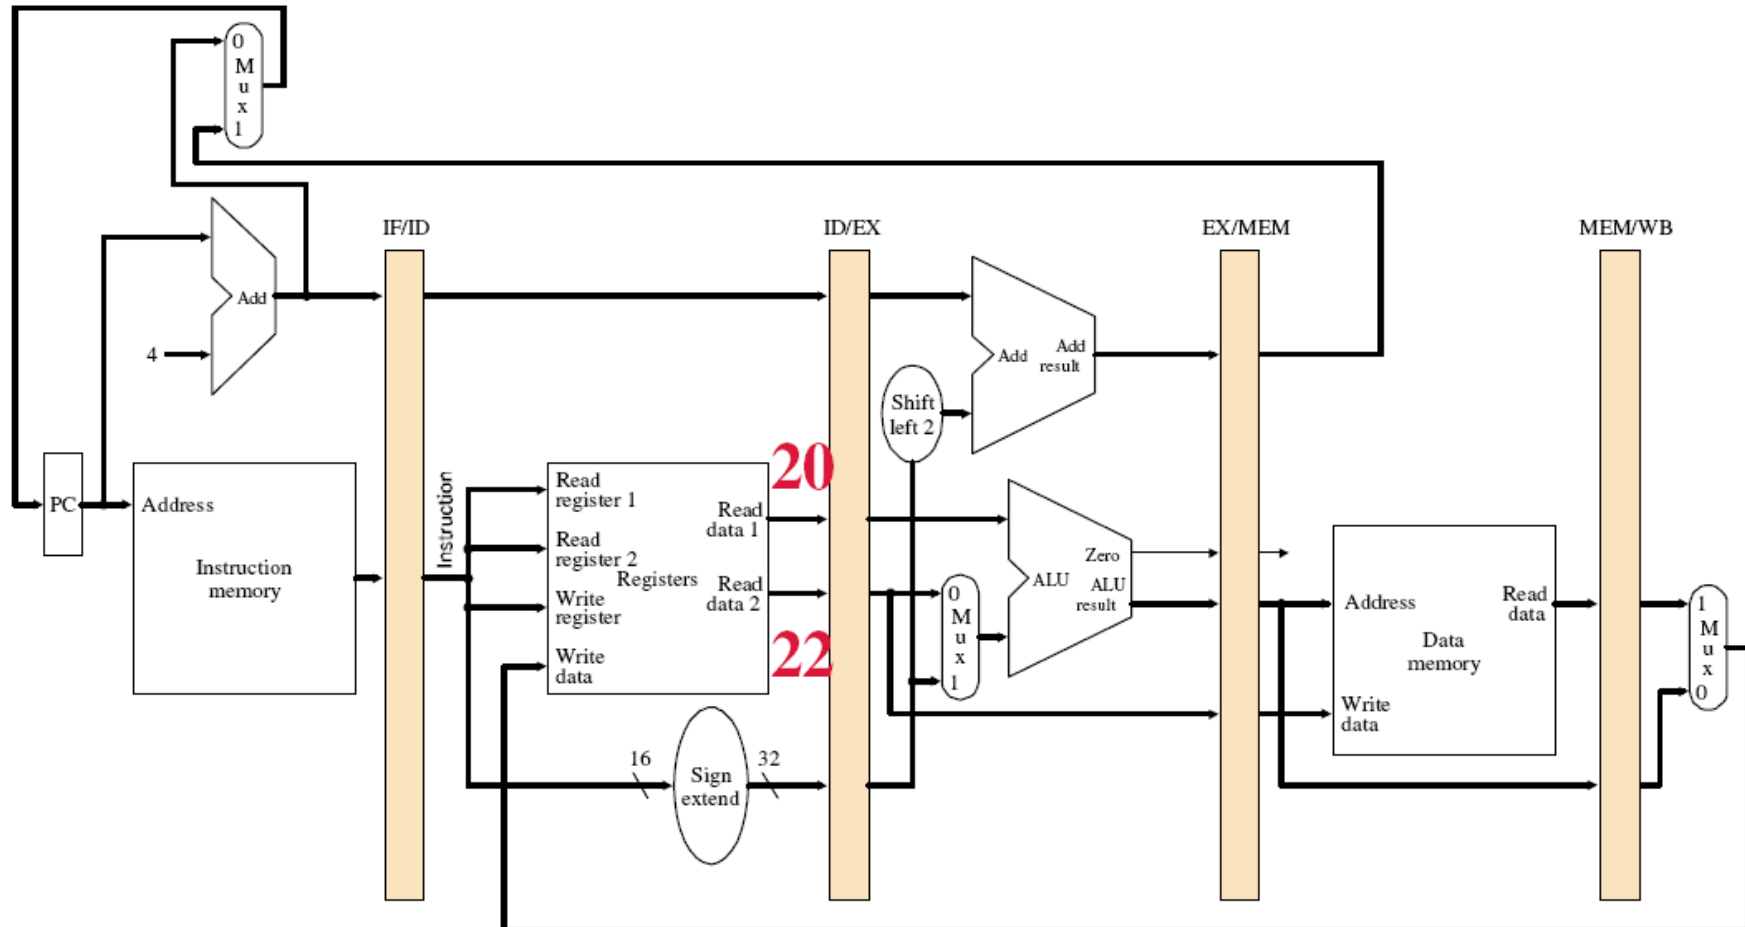 0
M
u
x
1
IF/ID
ID/EX
EX/MEM
MEM/WB
Add
4
Add
Add
result
Shift
left 2
PC
Address
Instruction
memory
Instruction
Read
register 1
Read
register 2
Write
register
Write
data
Registers
Read
data 1
Read
data 2
20
22
16
Sign
extend
32
0
M
u
x
1
Zero
ALU
ALU
result
Address
Read
data
Data
memory
Write
data
1
M
u
x
0